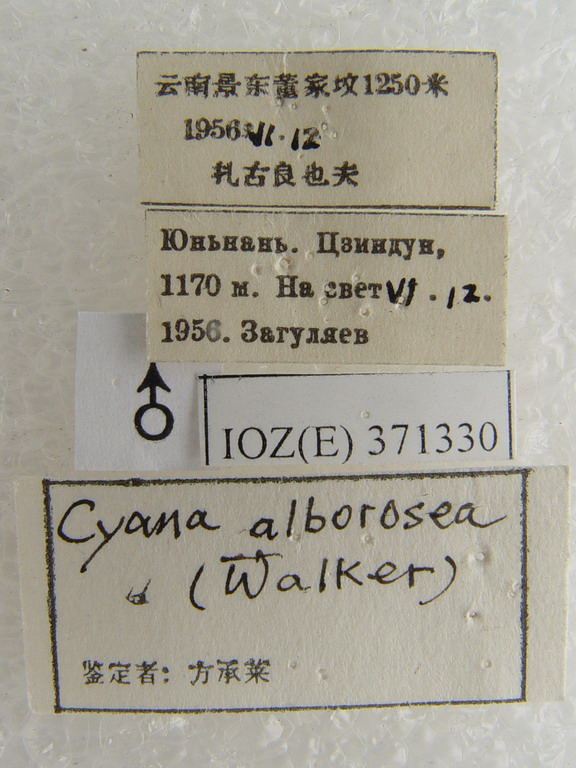 云南景东董家坟1250米
1956 VI.12
扎古良也夫
Юньнань. Цзиндун,
1170 м. На свет VI.12.
1956. Загуляев
♂
IOZ(E) 371330
Cyana alborosea
(Walker)
鉴定者：方承莱